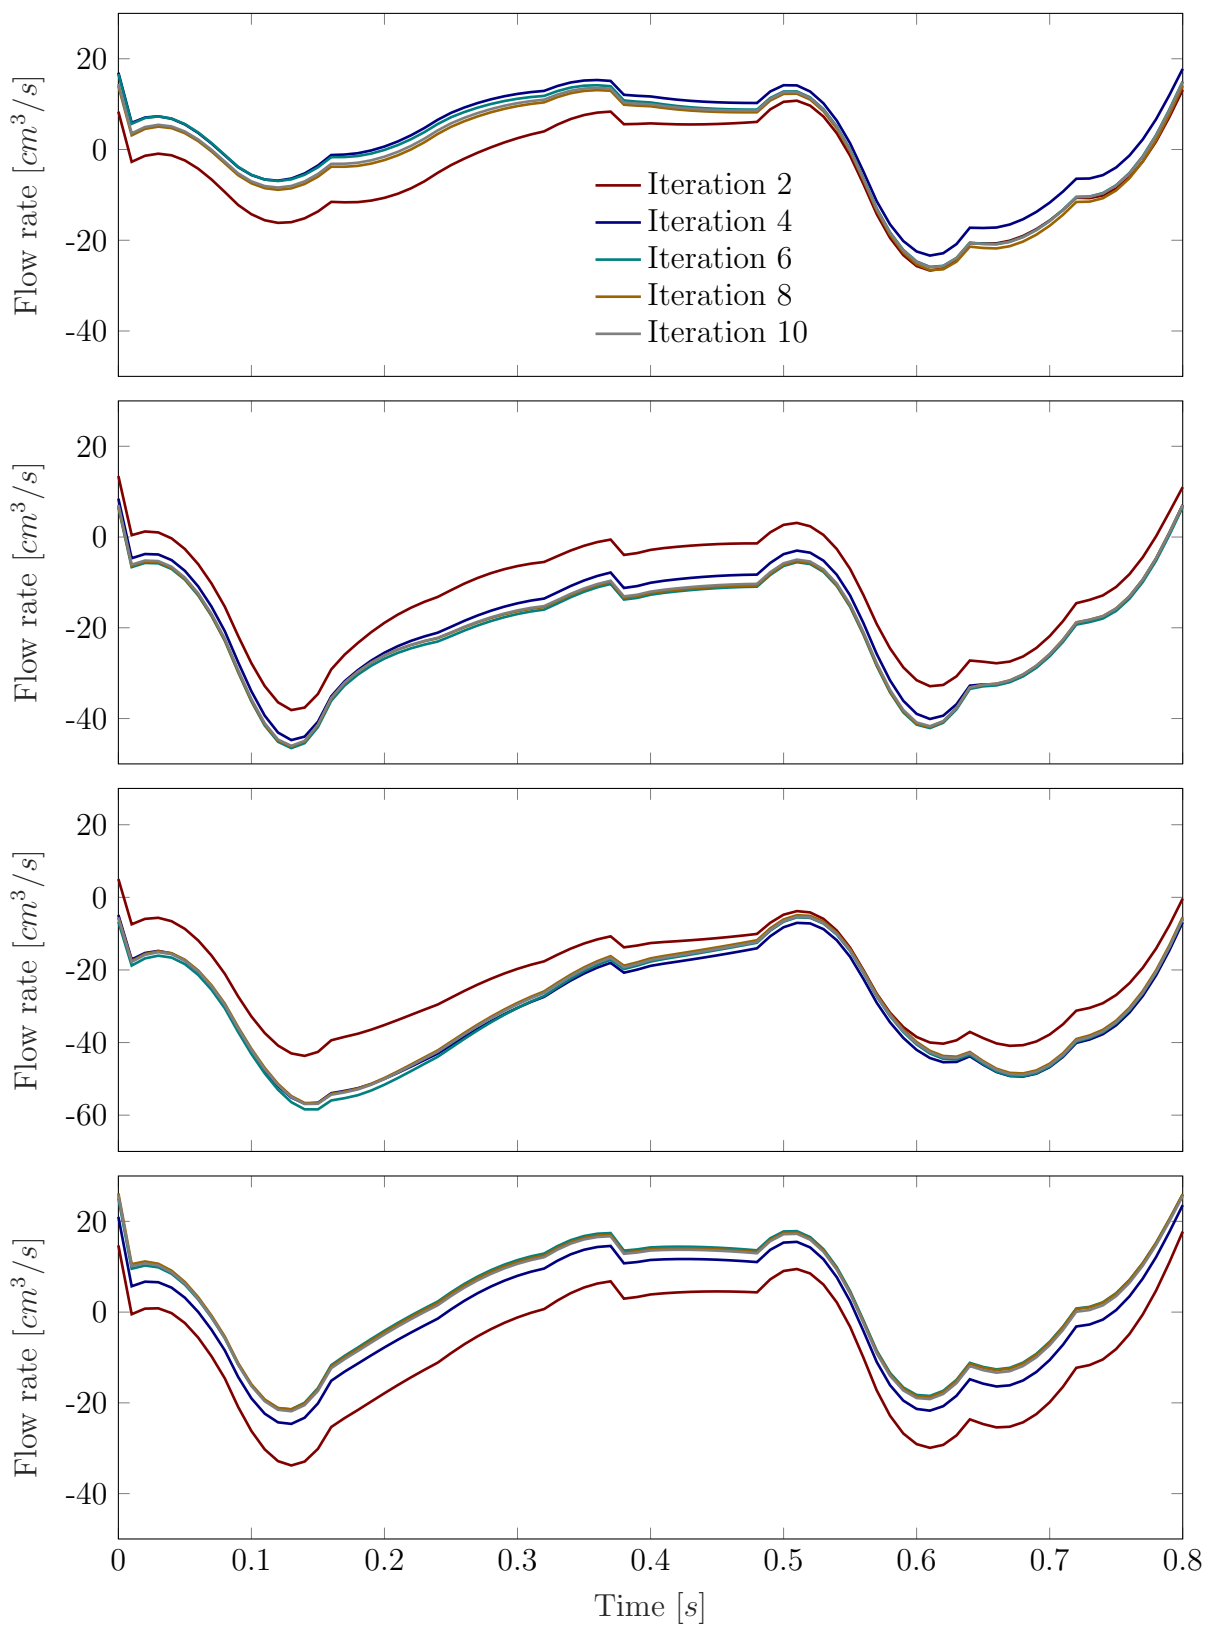 20
0
-20
-40
Flow rate [cm³/s]
Iteration 2
Iteration 4
Iteration 6
Iteration 8
Iteration 10
20
0
-20
-40
Flow rate [cm³/s]
20
0
-20
-40
-60
Flow rate [cm³/s]
20
0
-20
-40
Flow rate [cm³/s]
0 0.1 0.2 0.3 0.4 0.5 0.6 0.7 0.8
Time [s]